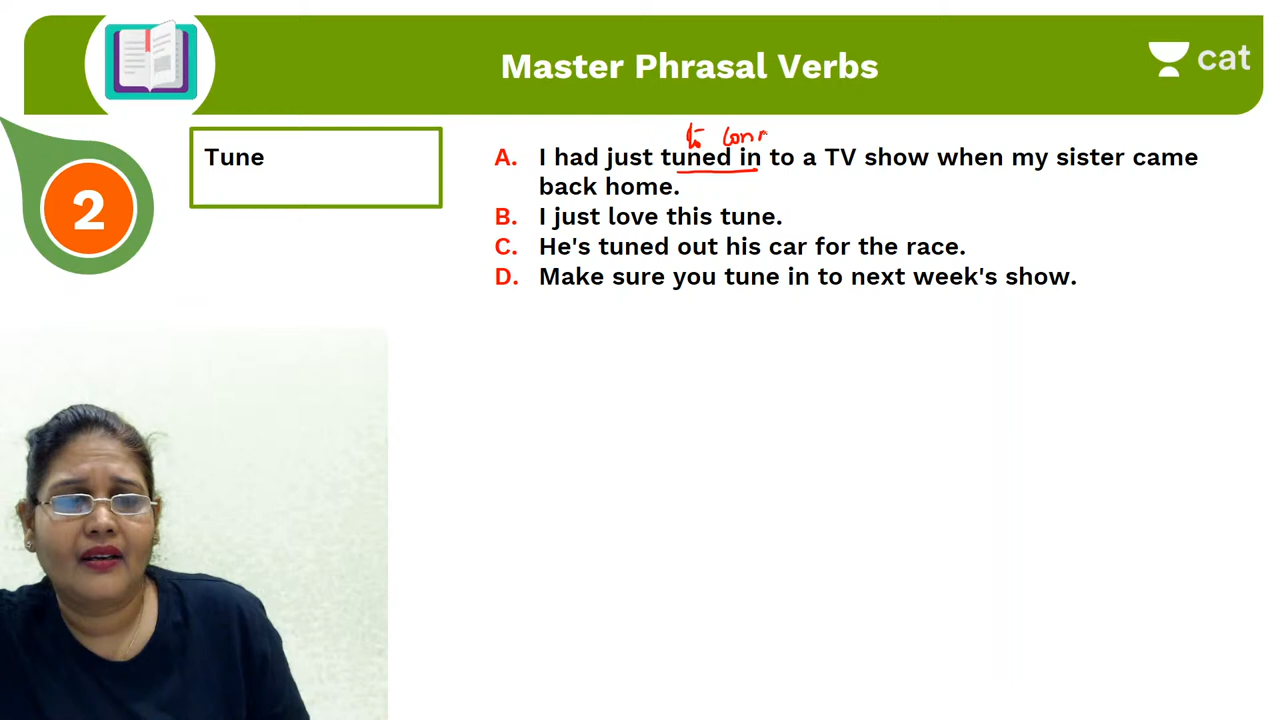 Master Phrasal Verbs
cat
2
Tune
to con
A. I had just tuned in to a TV show when my sister came
back home.
B. I just love this tune.
C. He's tuned out his car for the race.
D. Make sure you tune in to next week's show.